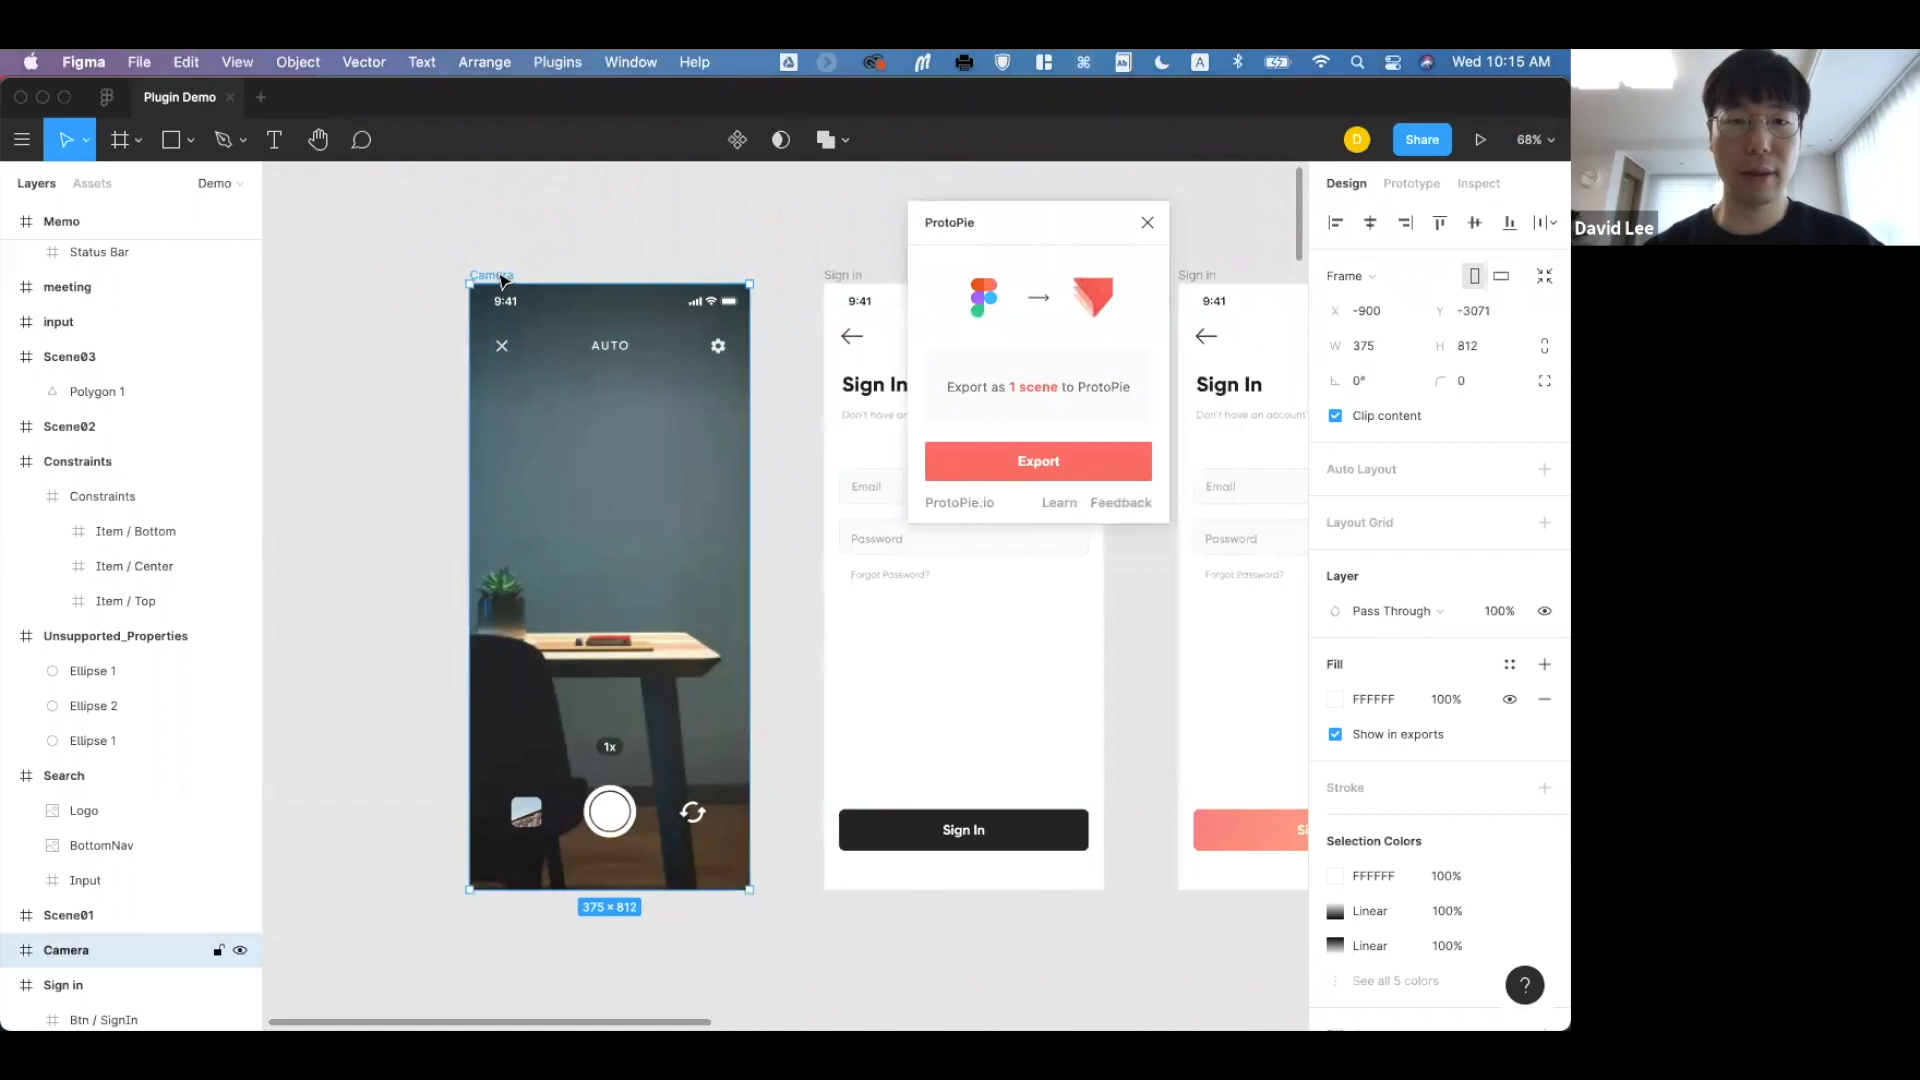 Figma File Edit View Object Vector Text Arrange Plugins Window Help Wed 10:15 AM
Plugin Demo
D Share 68%
Layers Assets Demo
Memo
Status Bar
meeting
input
Scene03
Polygon 1
Scene02
Constraints
Constraints
Item / Bottom
Item / Center
Item / Top
Unsupported_Properties
Ellipse 1
Ellipse 2
Ellipse 1
Search
Logo
BottomNav
Input
Scene01
Camera
Sign in
Btn / SignIn
Camera
9:41
AUTO
1x
375 × 812
Sign in
9:41
Sign In
Don't have
Email
Password
Forgot Password?
Sign In
ProtoPie
Export as 1 scene to ProtoPie
Export
ProtoPie.io Learn Feedback
Sign in
9:41
Sign In
Don't have an account?
Email
Password
Forgot Password?
Design Prototype Inspect
Frame
X -900 Y -3071
W 375 H 812
0° 0
Clip content
Auto Layout
Layout Grid
Layer
Pass Through 100%
Fill
FFFFFF 100%
Show in exports
Stroke
Selection Colors
FFFFFF 100%
Linear 100%
Linear 100%
See all 5 colors
?
David Lee